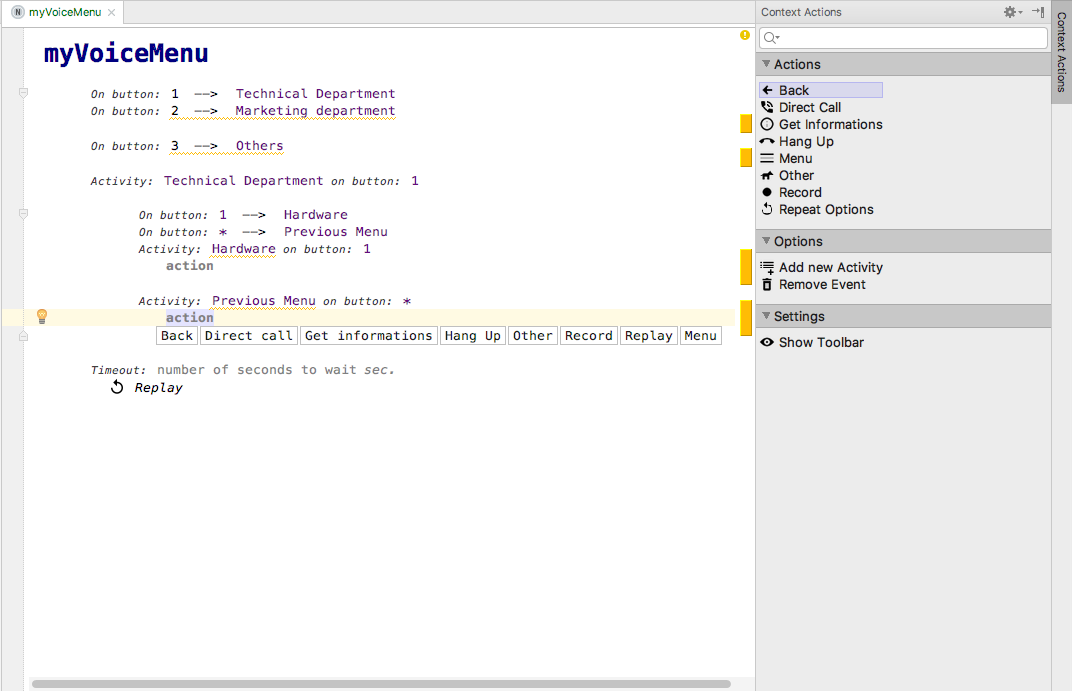 N myVoiceMenu
myVoiceMenu
On button: 1 —–> Technical Department
On button: 2 —–> Marketing department
On button: 3 —–> Others
Activity: Technical Department on button: 1
On button: 1 —–> Hardware
On button: * —–> Previous Menu
Activity: Hardware on button: 1
action
Activity: Previous Menu on button: *
action
Back Direct call Get informations Hang Up Other Record Replay Menu
Timeout: number of seconds to wait sec.
Replay
Context Actions
Actions
Back
Direct Call
Get Informations
Hang Up
Menu
Other
Record
Repeat Options
Options
Add new Activity
Remove Event
Settings
Show Toolbar
Context Actions